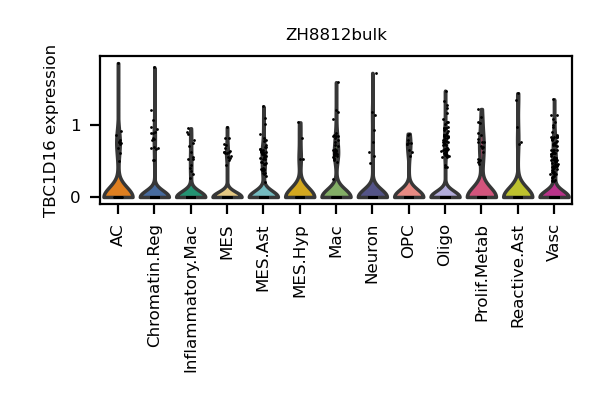 ZH8812bulk
TBC1D16 expression
1
0
AC
Chromatin.Reg
Inflammatory.Mac
MES
MES.Ast
MES.Hyp
Mac
Neuron
OPC
Oligo
Prolif.Metab
Reactive.Ast
Vasc